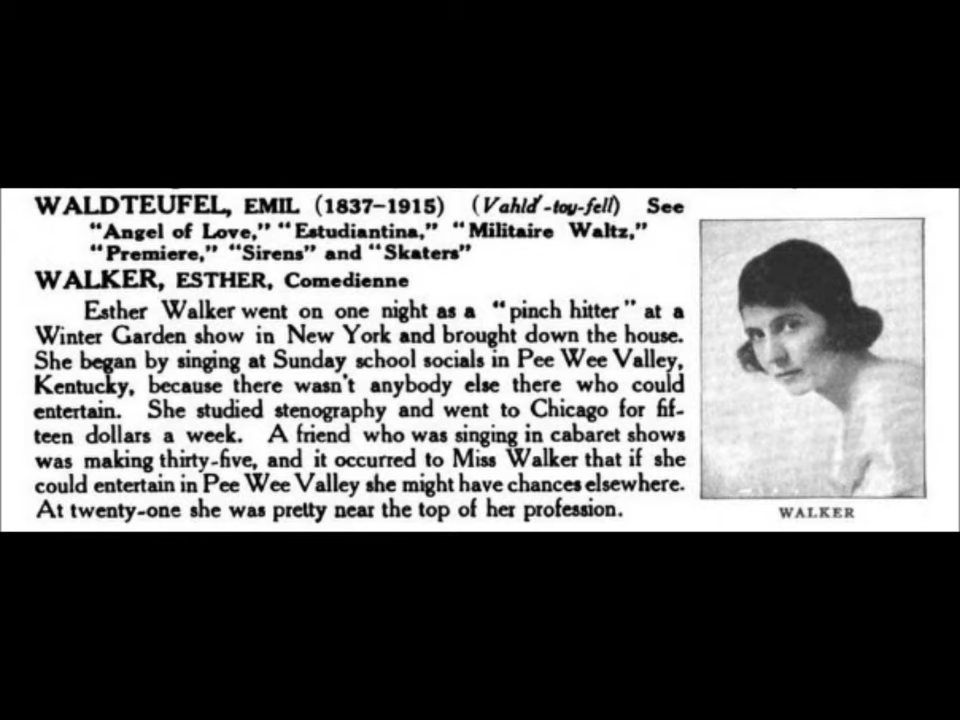 WALDTEUFEL, EMIL (1837–1915) (Vahld'-toy-fell) See
"Angel of Love," "Estudiantina," "Militaire Waltz,"
"Premiere," "Sirens" and "Skaters"
WALKER, ESTHER, Comedienne
Esther Walker went on one night as a "pinch hitter" at a
Winter Garden show in New York and brought down the house.
She began by singing at Sunday school socials in Pee Wee Valley,
Kentucky, because there wasn't anybody else there who could
entertain. She studied stenography and went to Chicago for fif-
teen dollars a week. A friend who was singing in cabaret shows
was making thirty-five, and it occurred to Miss Walker that if she
could entertain in Pee Wee Valley she might have chances elsewhere.
At twenty-one she was pretty near the top of her profession.
WALKER